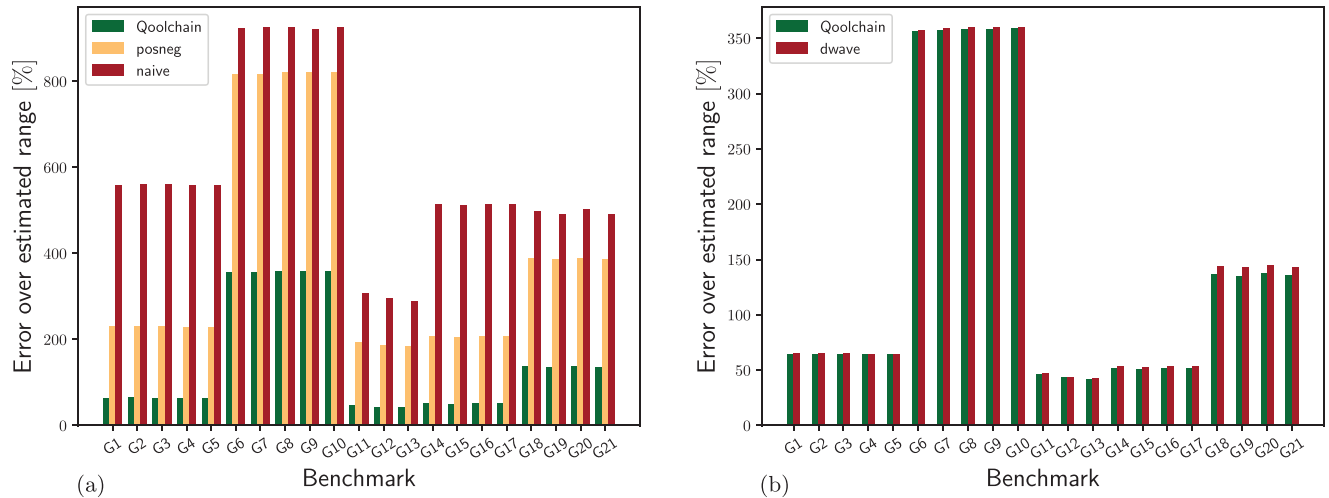 Error over estimated range [%]
800
600
400
200
0
Qoolchain
posneg
naive
G1 G2 G3 G4 G5 G6 G7 G8 G9 G10 G11 G12 G13 G14 G15 G16 G17 G18 G19 G20 G21
Benchmark
(a)
Error over estimated range [%]
350
300
250
200
150
100
50
0
Qoolchain
dwave
G1 G2 G3 G4 G5 G6 G7 G8 G9 G10 G11 G12 G13 G14 G15 G16 G17 G18 G19 G20 G21
Benchmark
(b)